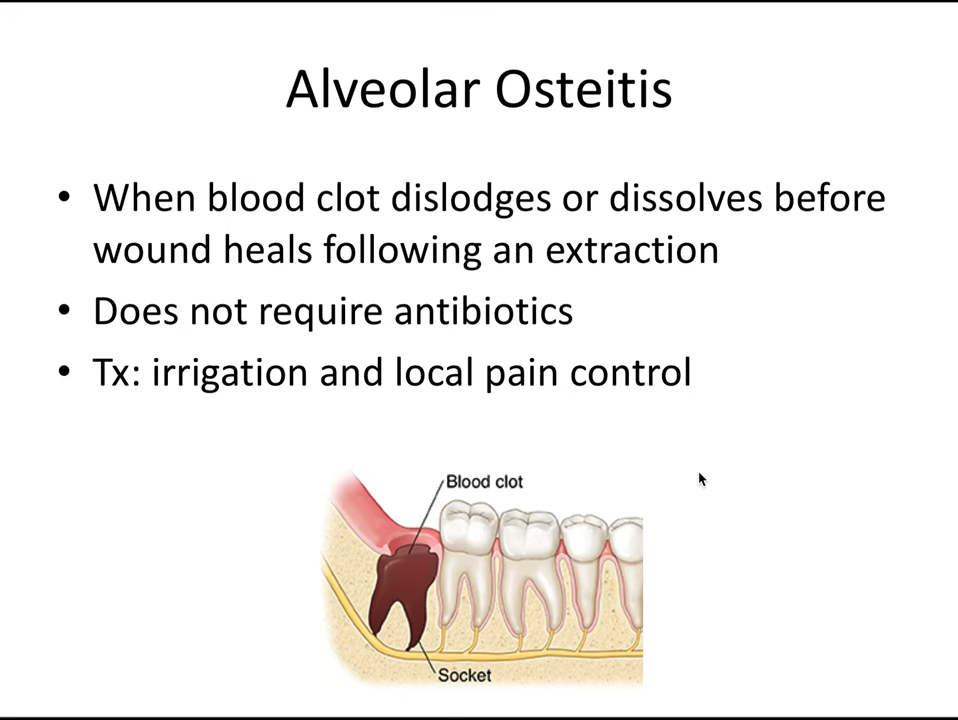 Alveolar Osteitis
• When blood clot dislodges or dissolves before
wound heals following an extraction
• Does not require antibiotics
• Tx: irrigation and local pain control
Blood clot
Socket